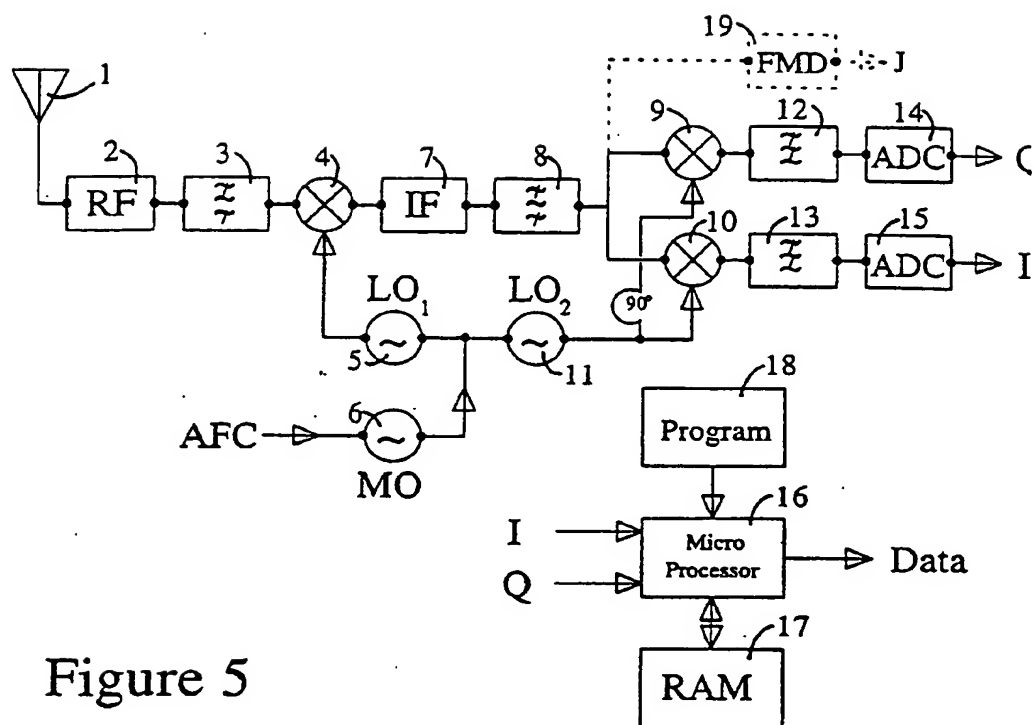 19
FMD J
1
9
12
14
2
3
4
7
8
RF
IF
ADC
10
13
15
ADC I
LO1
LO2
90°
5
11
18
6
AFC
Program
MO
16
I
Micro
Processor
Data
Q
17
RAM
Figure 5